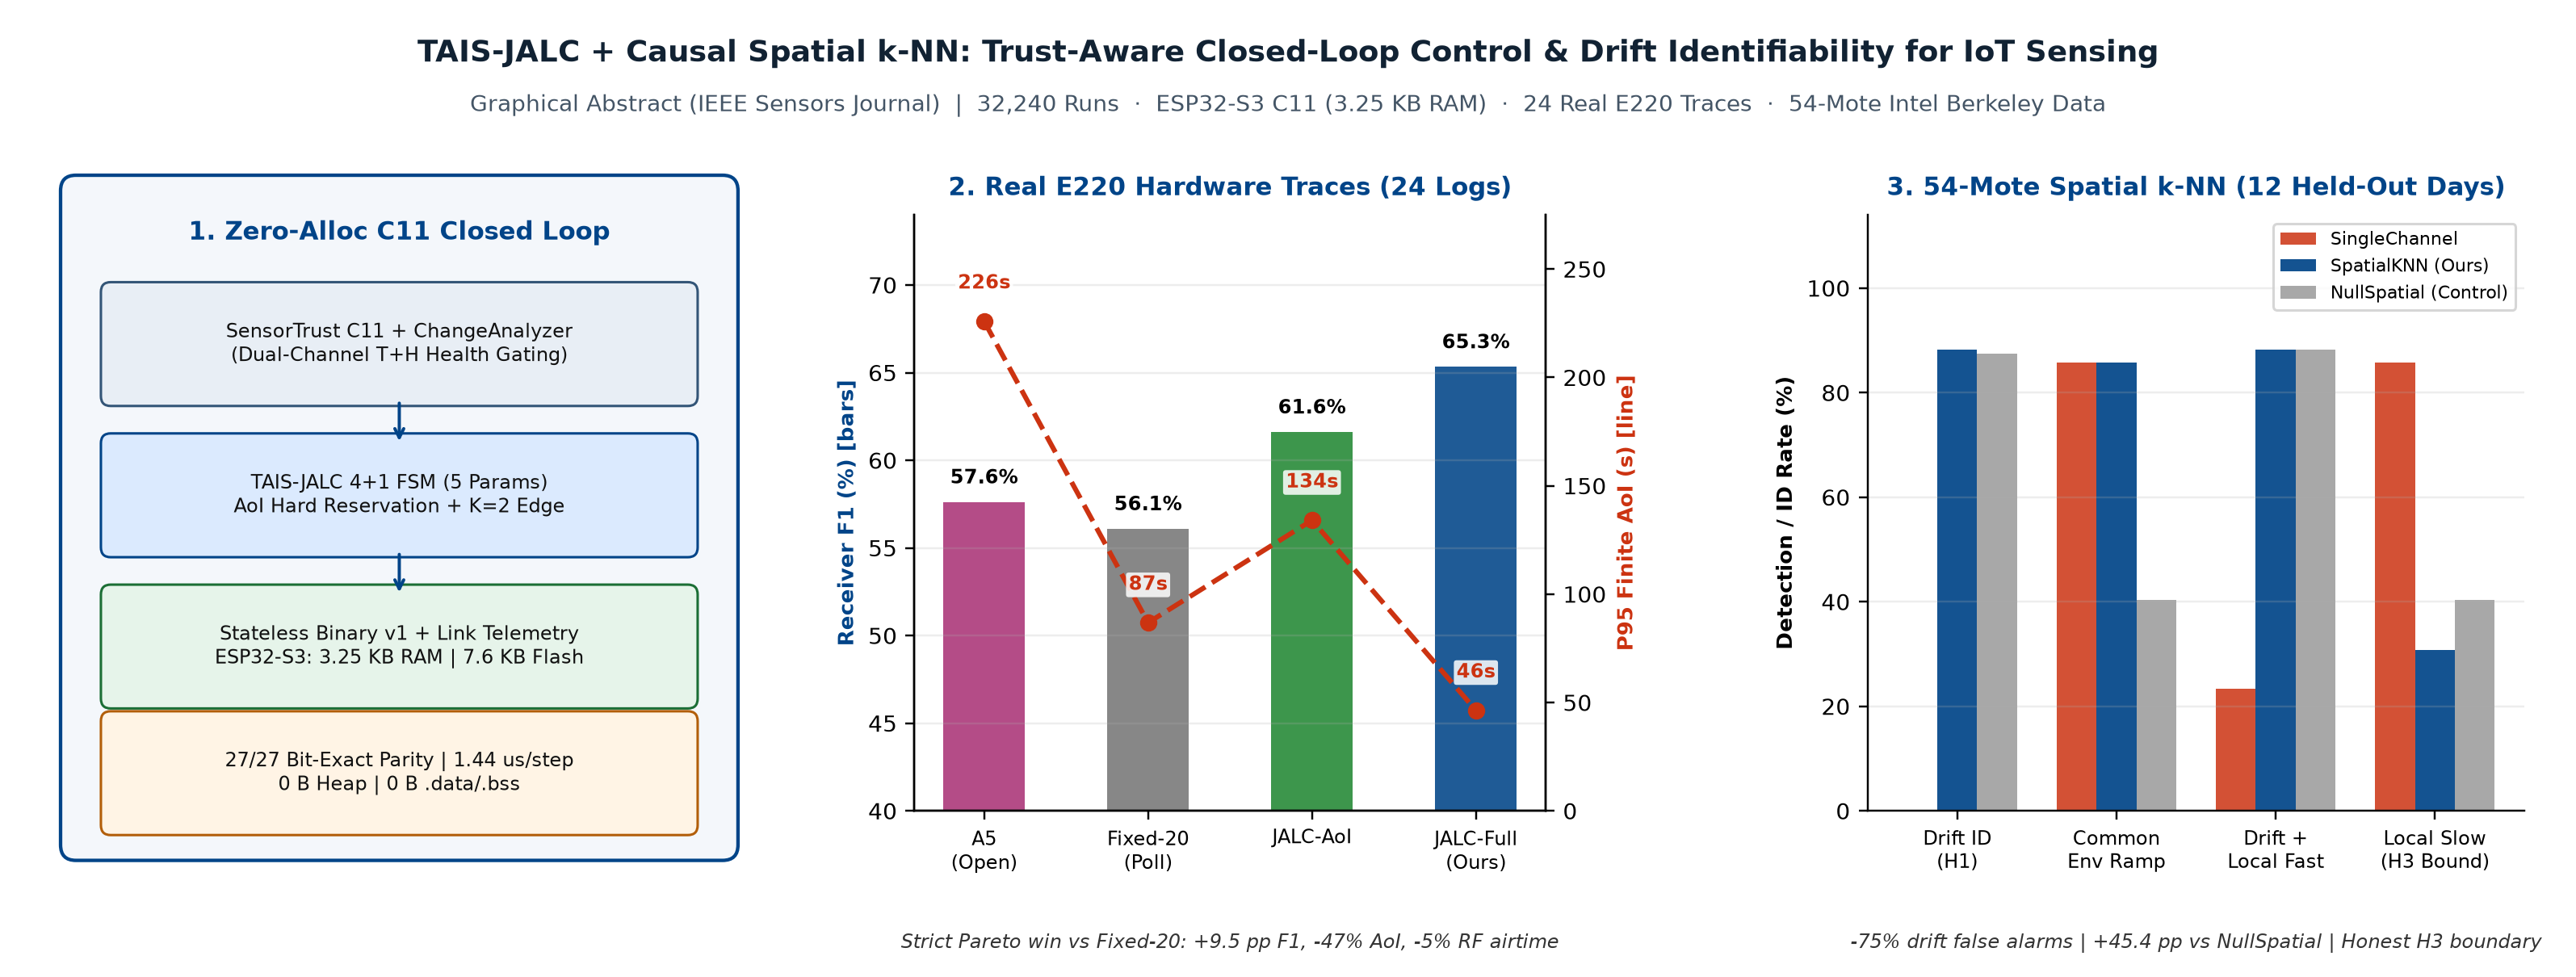 TAIS-JALC + Causal Spatial k-NN: Trust-Aware Closed-Loop Control & Drift Identifiability for IoT Sensing
Graphical Abstract (IEEE Sensors Journal) | 32,240 Runs · ESP32-S3 C11 (3.25 KB RAM) · 24 Real E220 Traces · 54-Mote Intel Berkeley Data
1. Zero-Alloc C11 Closed Loop
SensorTrust C11 + ChangeAnalyzer
(Dual-Channel T+H Health Gating)
TAIS-JALC 4+1 FSM (5 Params)
AoI Hard Reservation + K=2 Edge
Stateless Binary v1 + Link Telemetry
ESP32-S3: 3.25 KB RAM | 7.6 KB Flash
27/27 Bit-Exact Parity | 1.44 us/step
0 B Heap | 0 B .data/.bss
2. Real E220 Hardware Traces (24 Logs)
Receiver F1 (%) [bars]
70
65
60
55
50
45
40
226s
57.6%
56.1%
87s
61.6%
134s
65.3%
46s
250
200
150
100
50
0
P95 Finite AoI (s) [line]
A5
(Open)
Fixed-20
(Poll)
JALC-AoI
JALC-Full
(Ours)
Strict Pareto win vs Fixed-20: +9.5 pp F1, -47% AoI, -5% RF airtime
3. 54-Mote Spatial k-NN (12 Held-Out Days)
SingleChannel
SpatialKNN (Ours)
NullSpatial (Control)
Detection / ID Rate (%)
100
80
60
40
20
0
Drift ID
(H1)
Common
Env Ramp
Drift +
Local Fast
Local Slow
(H3 Bound)
-75% drift false alarms | +45.4 pp vs NullSpatial | Honest H3 boundary